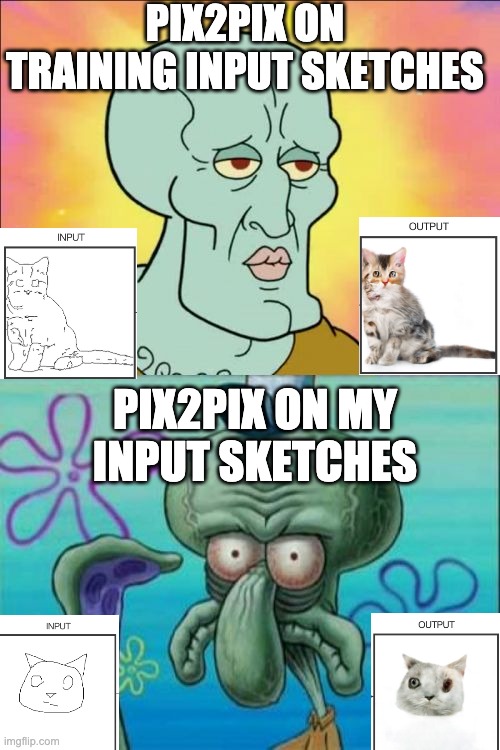 PIX2PIX ON
TRAINING INPUT SKETCHES
INPUT
OUTPUT
PIX2PIX ON MY
INPUT SKETCHES
INPUT
OUTPUT
imgflip.com